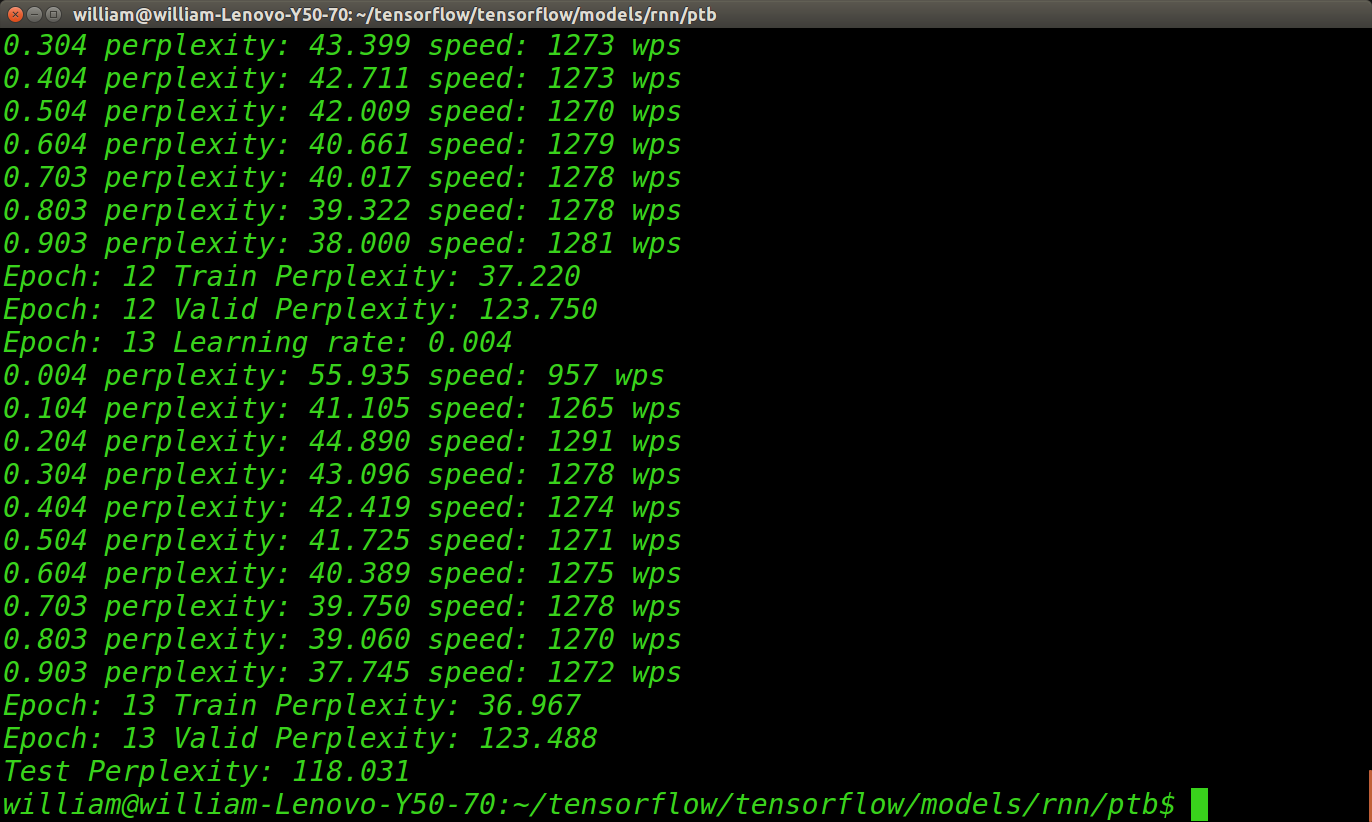 william@william-Lenovo-Y50-70: ~/tensorflow/tensorflow/models/rnn/ptb
0.304 perplexity: 43.399 speed: 1273 wps
0.404 perplexity: 42.711 speed: 1273 wps
0.504 perplexity: 42.009 speed: 1270 wps
0.604 perplexity: 40.661 speed: 1279 wps
0.703 perplexity: 40.017 speed: 1278 wps
0.803 perplexity: 39.322 speed: 1278 wps
0.903 perplexity: 38.000 speed: 1281 wps
Epoch: 12 Train Perplexity: 37.220
Epoch: 12 Valid Perplexity: 123.750
Epoch: 13 Learning rate: 0.004
0.004 perplexity: 55.935 speed: 957 wps
0.104 perplexity: 41.105 speed: 1265 wps
0.204 perplexity: 44.890 speed: 1291 wps
0.304 perplexity: 43.096 speed: 1278 wps
0.404 perplexity: 42.419 speed: 1274 wps
0.504 perplexity: 41.725 speed: 1271 wps
0.604 perplexity: 40.389 speed: 1275 wps
0.703 perplexity: 39.750 speed: 1278 wps
0.803 perplexity: 39.060 speed: 1270 wps
0.903 perplexity: 37.745 speed: 1272 wps
Epoch: 13 Train Perplexity: 36.967
Epoch: 13 Valid Perplexity: 123.488
Test Perplexity: 118.031
william@william-Lenovo-Y50-70:~/tensorflow/tensorflow/models/rnn/ptb$